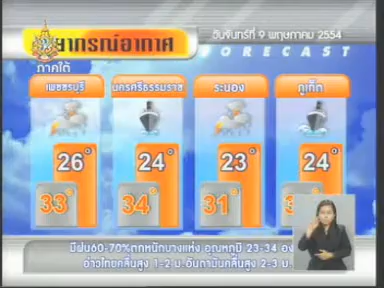 พยากรณ์อากาศ
วันจันทร์ที่ 9 พฤษภาคม 2554
FORECAST
ภาคใต้
เพชรบุรี นครศรีธรรมราช ระนอง ภูเก็ต
26° 24° 23° 24°
33° 34° 31°
มีฝน60-70%ตกหนักบางแห่ง อุณหภูมิ 23-34 อง
อ่าวไทยคลื่นสูง 1-2 ม.อันดามันคลื่นสูง 2-3 ม.